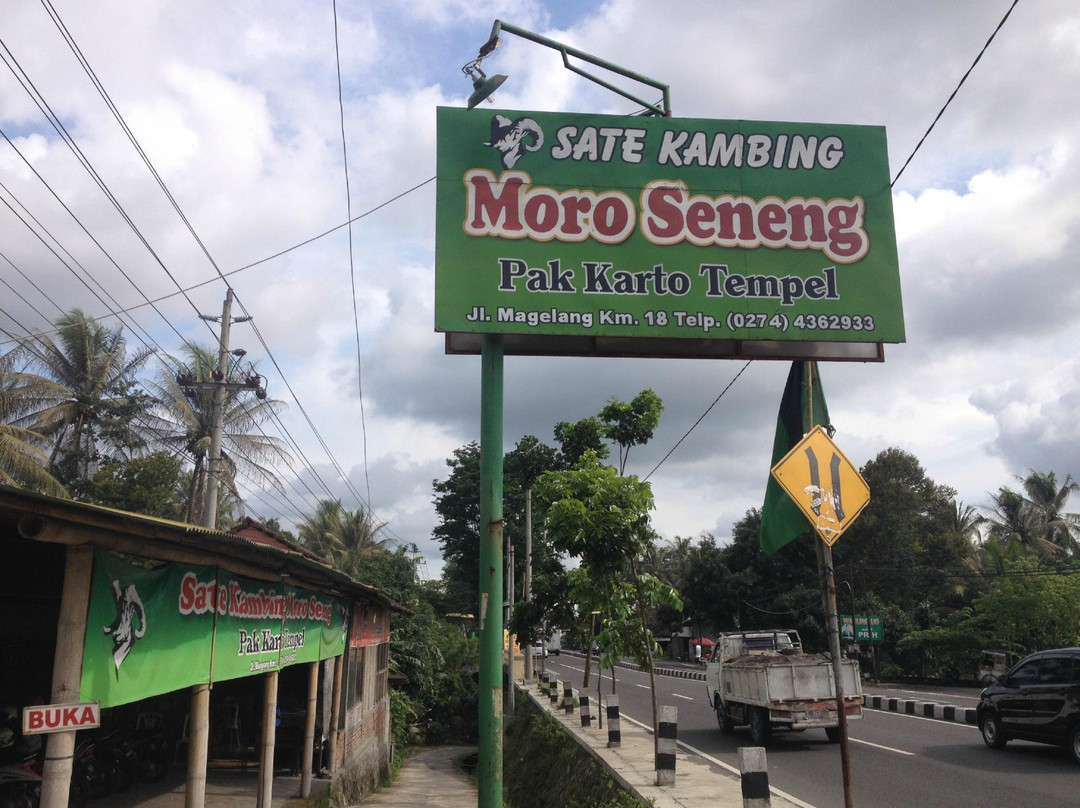 SATE KAMBING
Moro Seneng
Pak Karto Tempel
Jl. Magelang Km. 18 Telp. (0274) 4362933
Sate Kambing Moro Seneng
Pak Karto Tempel
BUKA